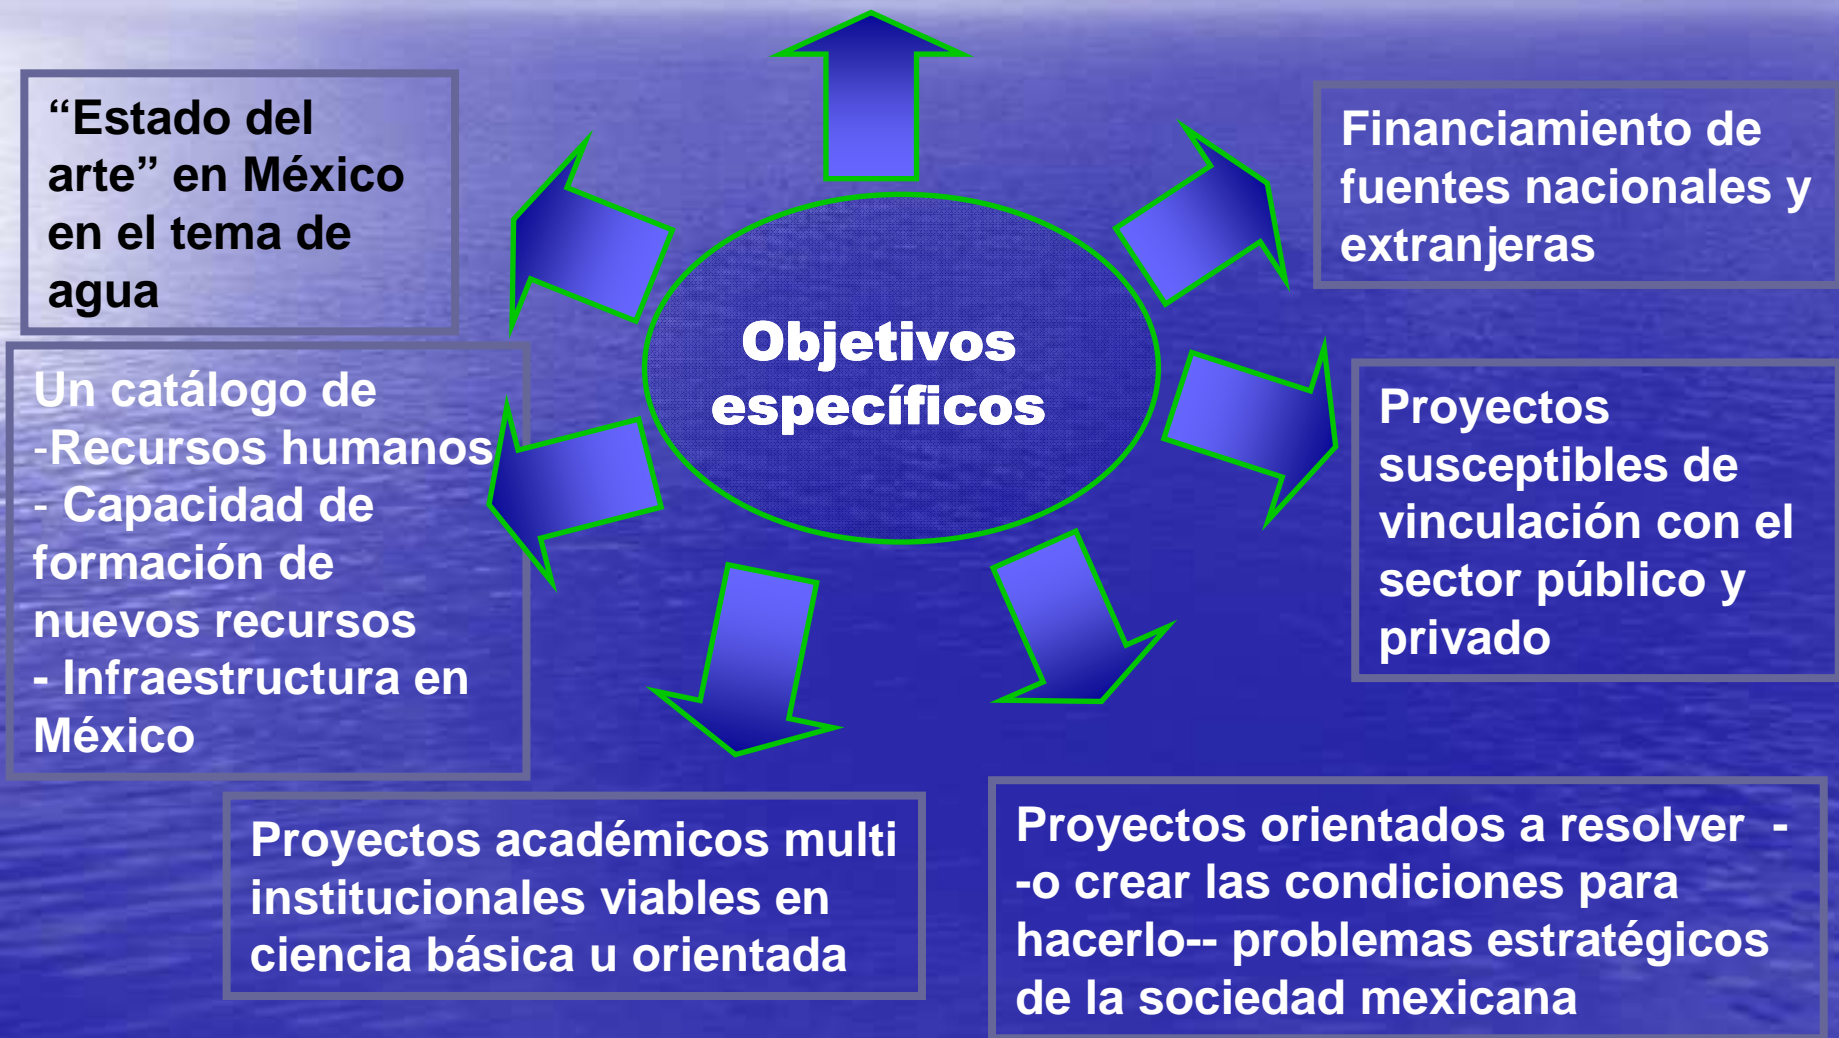 “Estado del
arte” en México
en el tema de
agua
Un catálogo de
-Recursos humanos
- Capacidad de
formación de
nuevos recursos
- Infraestructura en
México
Objetivos
específicos
Financiamiento de
fuentes nacionales y
extranjeras
Proyectos
susceptibles de
vinculación con el
sector público y
privado
Proyectos académicos multi
institucionales viables en
ciencia básica u orientada
Proyectos orientados a resolver -
-o crear las condiciones para
hacerlo-- problemas estratégicos
de la sociedad mexicana